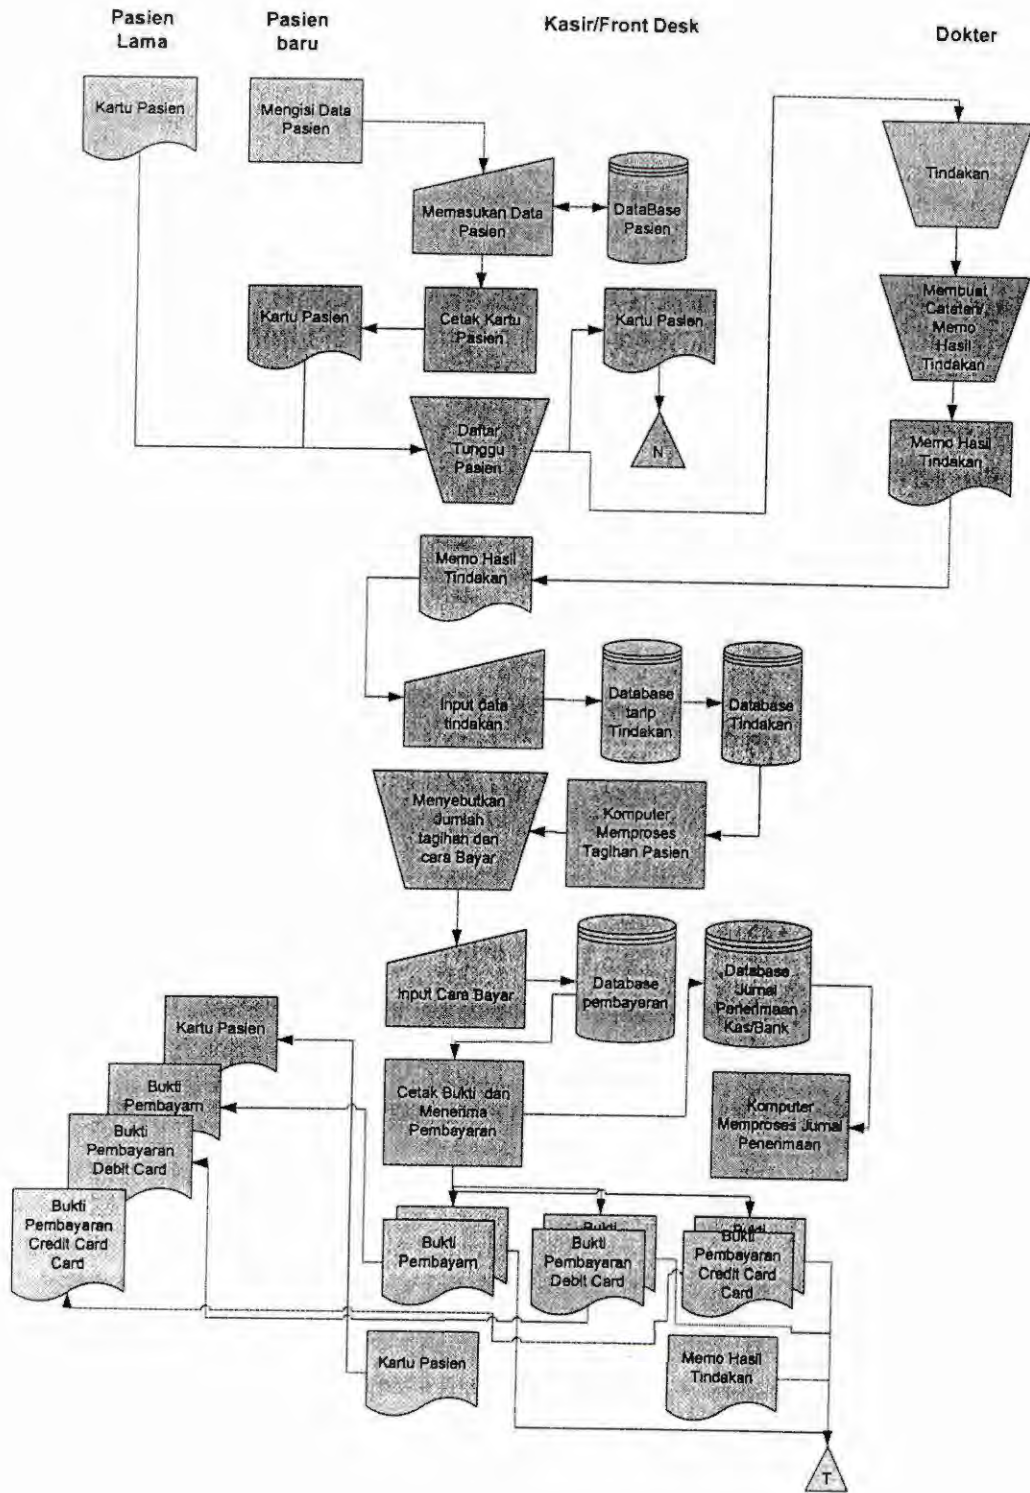 Pasien
Lama
Pasien
baru
Kasir/Front Desk
Dokter
Kartu Pasien
Mengisi Data
Pasien
Memasukan Data
Pasien
DataBase
Pasien
Tindakan
Kartu Pasien
Cetak Kartu
Pasien
Kartu Pasien
Membuat
Catatan/
Memo
Hasil
Tindakan
Daftar
Tunggu
Pasien
N
Memo Hasil
Tindakan
Memo Hasil
Tindakan
Input data
tindakan
Database
tarip
Tindakan
Database
Tindakan
Menyebutkan
Jumlah
tagihan dan
cara Bayar
Komputer
Memproses
Tagihan Pasien
Input Cara Bayar
Database
pembayaran
Database
Jurnal
Penerimaan
Kas/Bank
Kartu Pasien
Bukti
Pembayarn
Bukti
Pembayaran
Debit Card
Bukti
Pembayaran
Credit Card
Card
Cetak Bukti dan
Menerima
Pembayaran
Komputer
Memproses Jurnal
Penerimaan
Bukti
Pembayarn
Bukti
Bukti
Pembayaran
Debit Card
Bukti
Bukti
Pembayaran
Credit Card
Card
Kartu Pasien
Memo Hasil
Tindakan
T